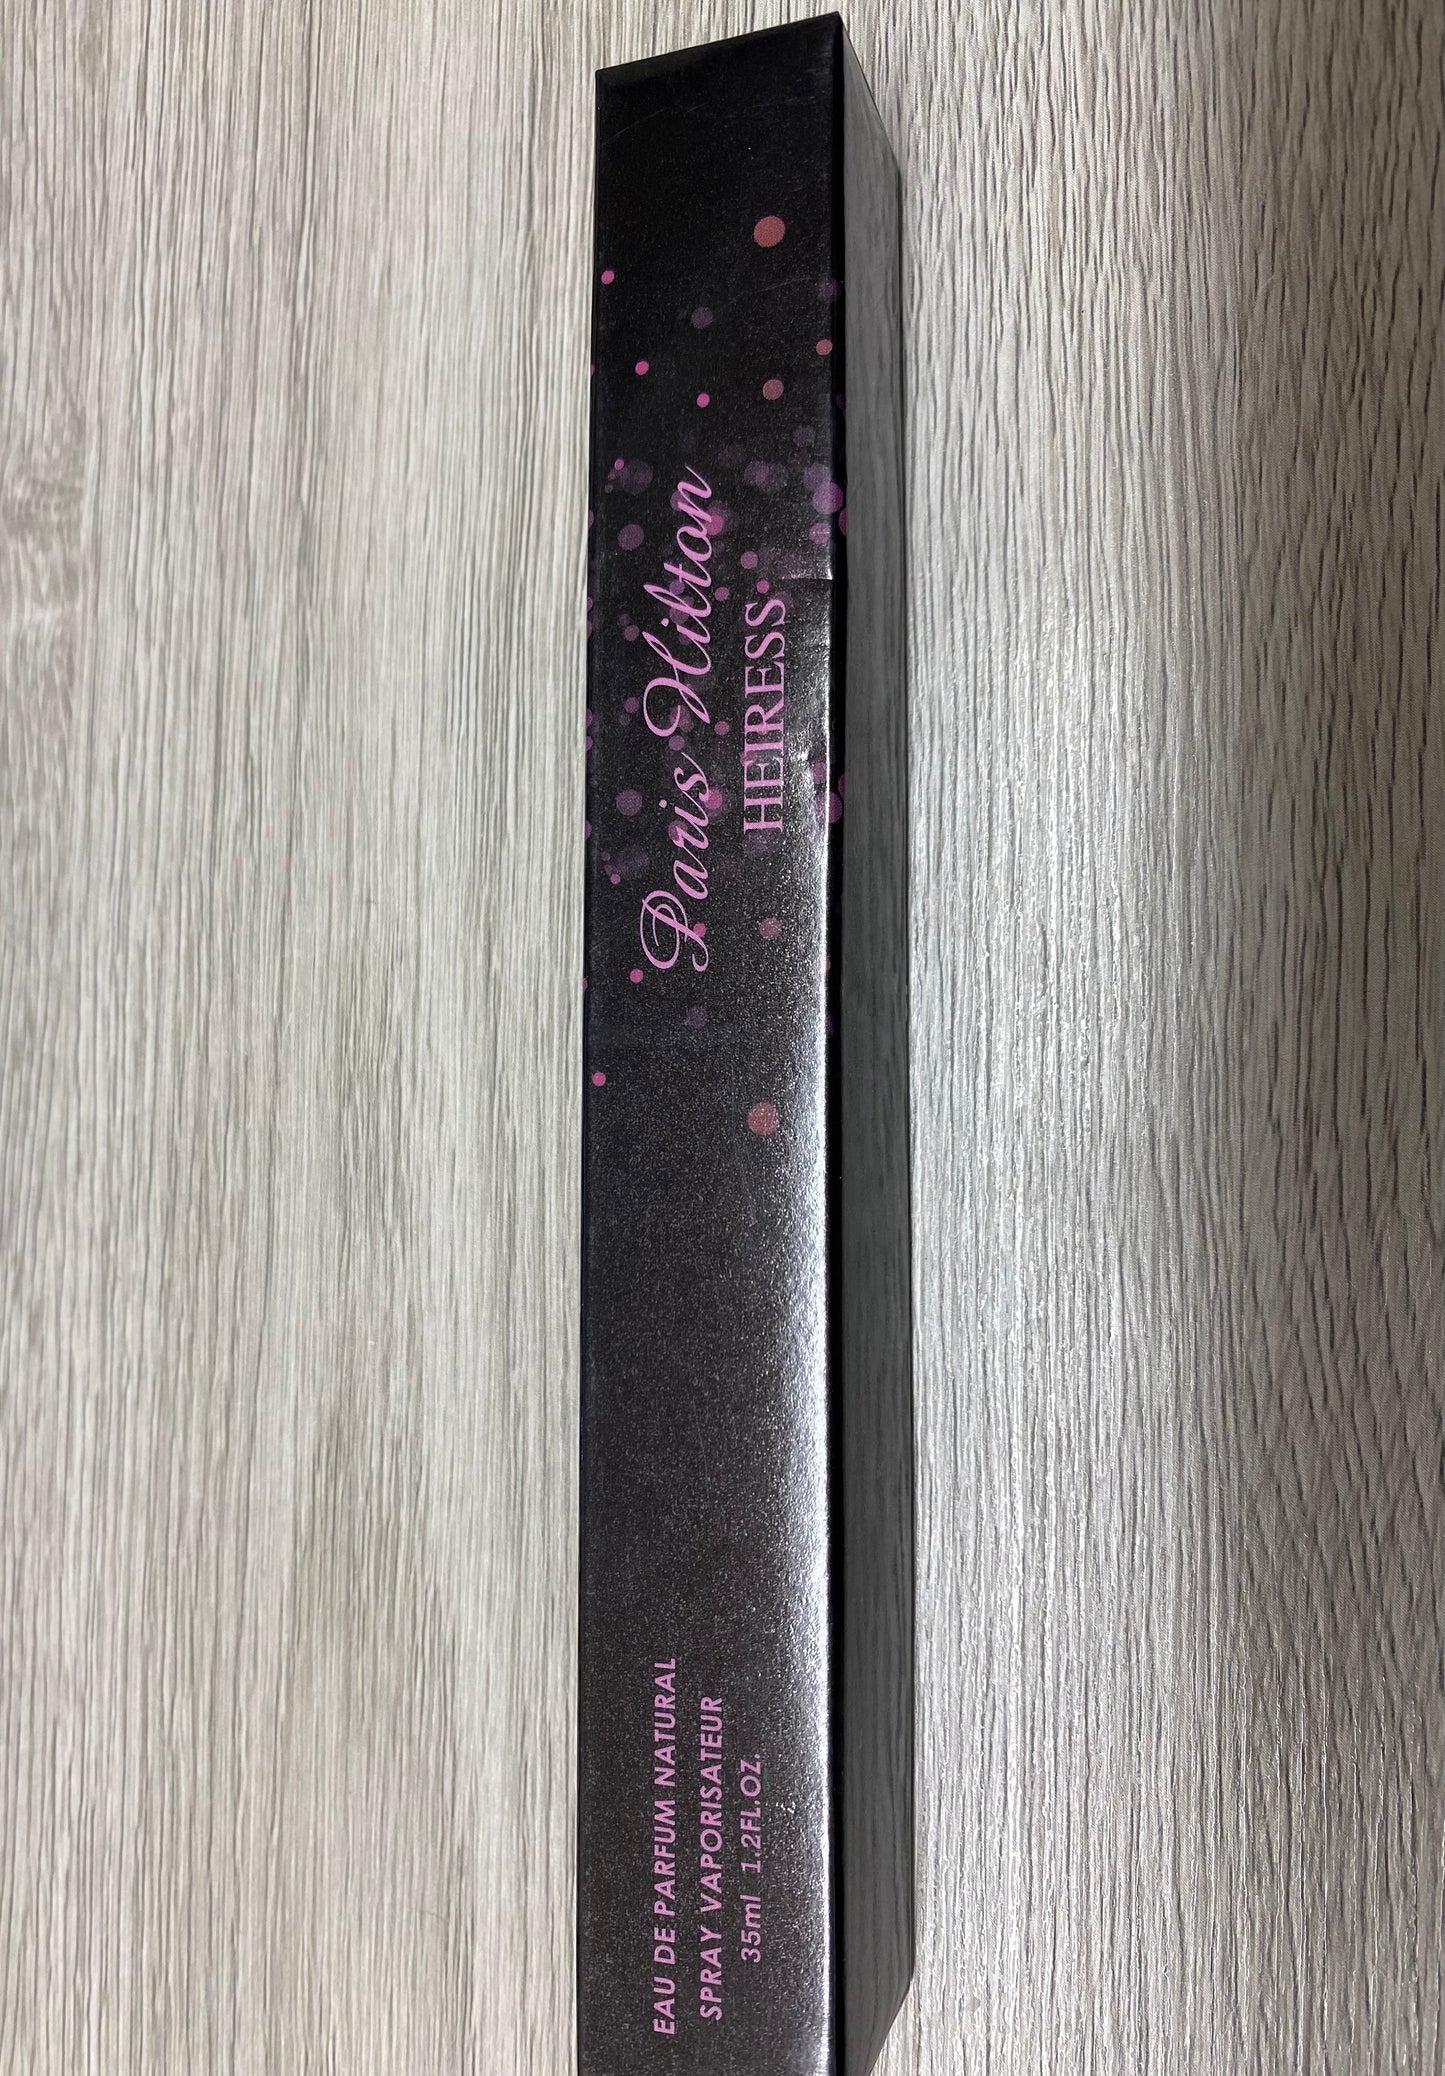 Paris Hilton
HEIRESS
EAU DE PARFUM NATURAL
SPRAY VAPORISATEUR
35ml 1.2FL.OZ.